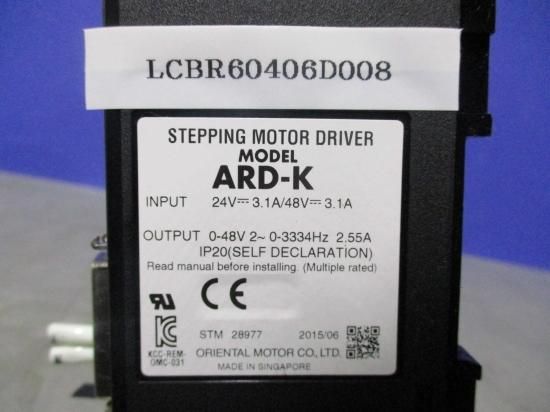 LCBR60406D008
STEPPING MOTOR DRIVER
MODEL
ARD-K
INPUT 24V⎓ 3.1A/48V⎓ 3.1A
OUTPUT 0-48V 2~ 0-3334Hz 2.55A
IP20(SELF DECLARATION)
Read manual before installing. (Multiple rated)
CE
KCC-REM-
OMC-031
STM 28977 2015/06
ORIENTAL MOTOR CO., LTD.
MADE IN SINGAPORE